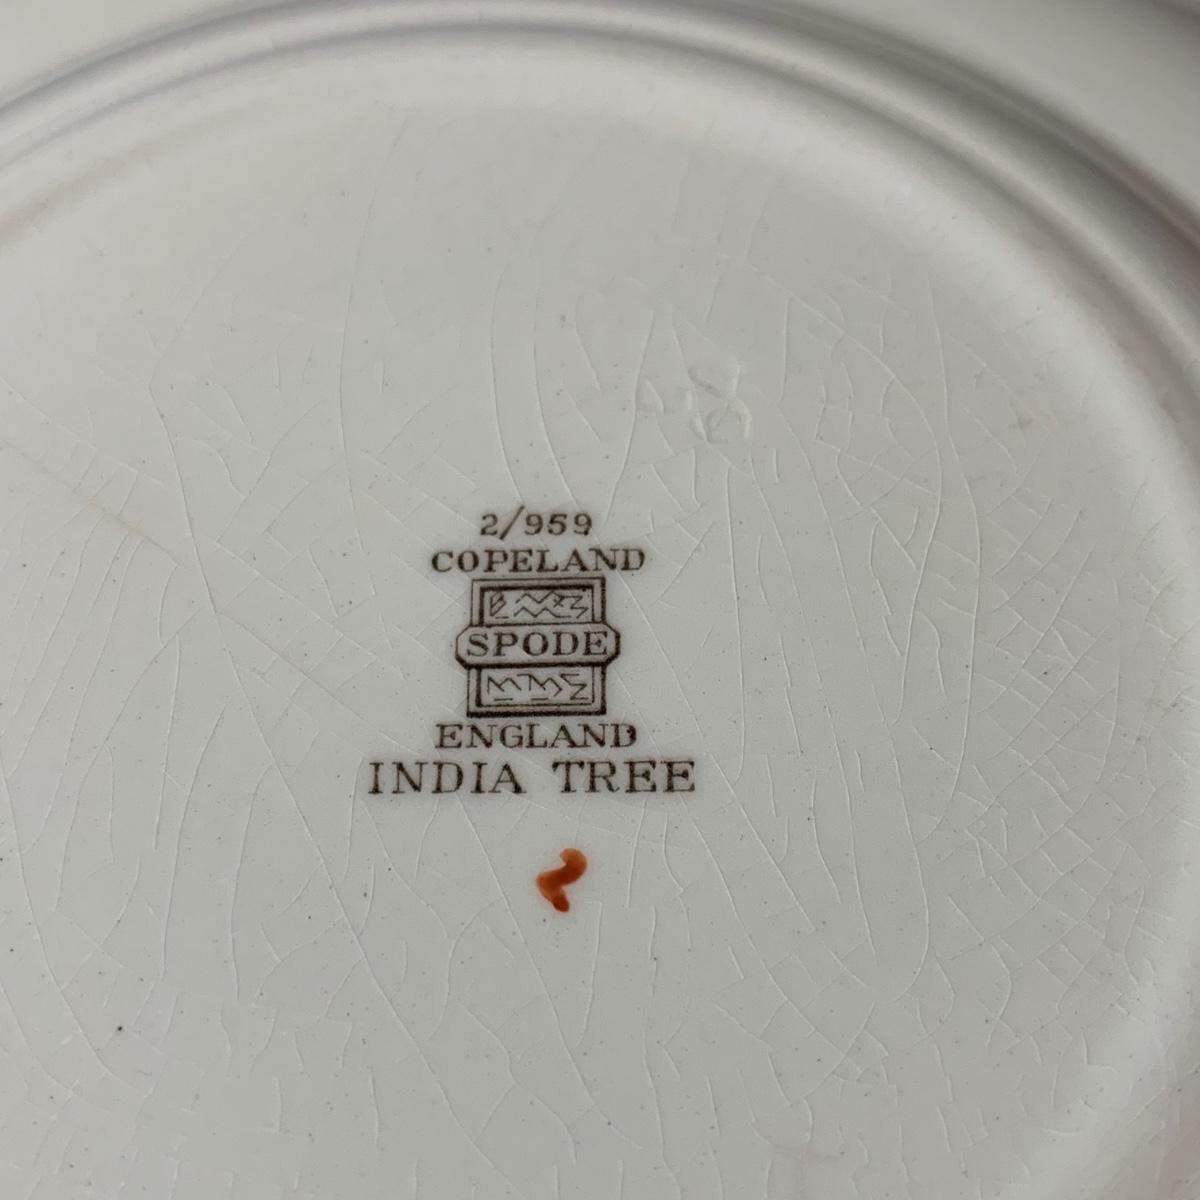 2/959
COPELAND
SPODE
ENGLAND
INDIA TREE